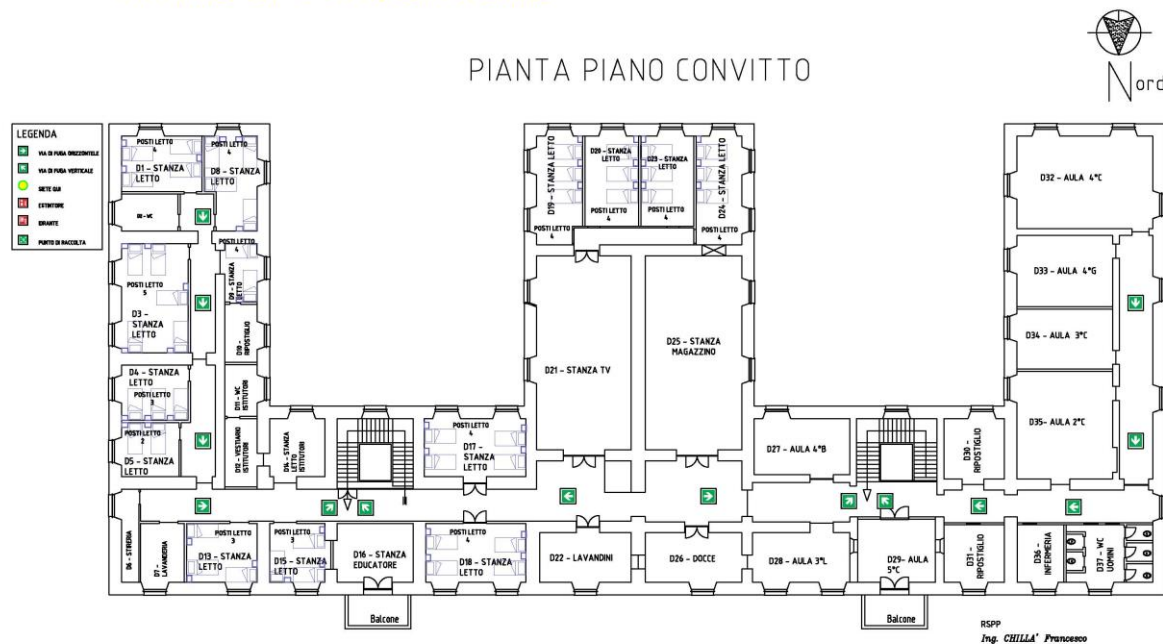 PIANTA PIANO CONVITTO
Nord
LEGENDA
VIA DI FUGA ORIZZONTELE
VIA DI FUGA VERTICALE
SIETE QUI
ESTINTORE
IDRANTE
PUNTO DI RACCOLTA
POSTI LETTO
4
D1 - STANZA
LETTO
POSTI LETTO
4
D8 - STANZA
LETTO
D2 - WC
POSTI LETTO
4
D9 - STANZA
LETTO
POSTI LETTO
5
D3 -
STANZA
LETTO
D10 -
RIPOSTIGLIO
D4 - STANZA
LETTO
POSTI LETTO
3
D11 - WC
ISTITUTORI
POSTI LETTO
2
D5 - STANZA
LETTO
D12 - VESTIARIO
ISTITUTORI
D14 - STANZA
LETTO
ISTITUTORI
POSTI LETTO
4
D17 -
STANZA
LETTO
D19 - STANZA LETTO
POSTI LETTO
4
D20 - STANZA
LETTO
POSTI LETTO
4
D23 - STANZA
LETTO
POSTI LETTO
4
D24 - STANZA LETTO
POSTI LETTO
4
D21 - STANZA TV
D25 - STANZA
MAGAZZINO
D27 - AULA 4°B
D30 -
RIPOSTIGLIO
D32 - AULA 4°C
D33 - AULA 4°G
D34 - AULA 3°C
D35- AULA 2°C
D6 - STIRERIA
D7 -
LAVANDERIA
POSTI LETTO
3
D13 - STANZA
LETTO
POSTI LETTO
3
D15 - STANZA
LETTO
D16 - STANZA
EDUCATORE
POSTI LETTO
4
D18 - STANZA
LETTO
D22 - LAVANDINI
D26 - DOCCE
D28 - AULA 3°L
D29- AULA
5°C
D31 -
RIPOSTIGLIO
D36 -
INFERMERIA
D37 - WC
UOMINI
Balcone
Balcone
RSPP
Ing. CHILLA' Francesco